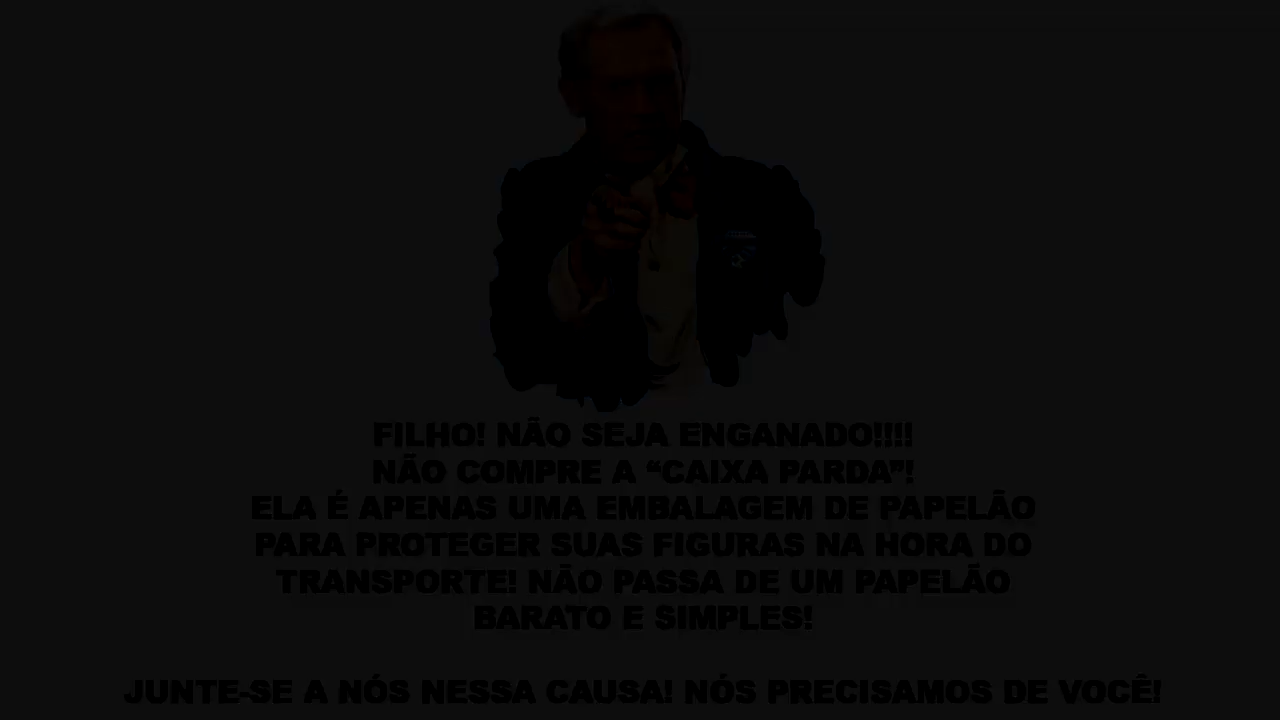 FILHO! NÃO SEJA ENGANADO!!!!
NÃO COMPRE A “CAIXA PARDA”!
ELA É APENAS UMA EMBALAGEM DE PAPELÃO
PARA PROTEGER SUAS FIGURAS NA HORA DO
TRANSPORTE! NÃO PASSA DE UM PAPELÃO
BARATO E SIMPLES!
JUNTE-SE A NÓS NESSA CAUSA! NÓS PRECISAMOS DE VOCÊ!